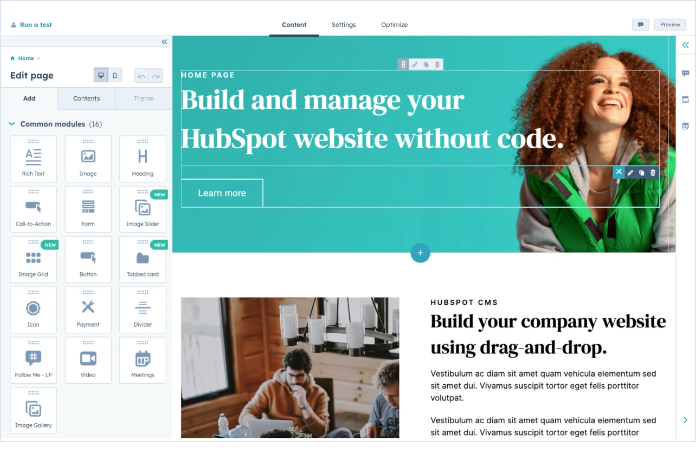 Run a test
Content
Settings
Optimize
Preview
Home
Edit page
Add
Contents
Theme
Common modules (16)
Rich Text
Image
Heading
NEW
Call-to-Action
Form
Image Slider
NEW
NEW
Image Grid
Button
Tabbed card
Icon
Payment
Divider
Follow Me - LP
Video
Meetings
Image Gallery
HOME PAGE
Build and manage your
HubSpot website without code.
Learn more
HUBSPOT CMS
Build your company website
using drag-and-drop.
Vestibulum ac diam sit amet quam vehicula elementum sed
sit amet dui. Vivamus suscipit tortor eget felis porttitor
volutpat.
Vestibulum ac diam sit amet quam vehicula elementum sed
sit amet dui. Vivamus suscipit tortor eget felis porttitor